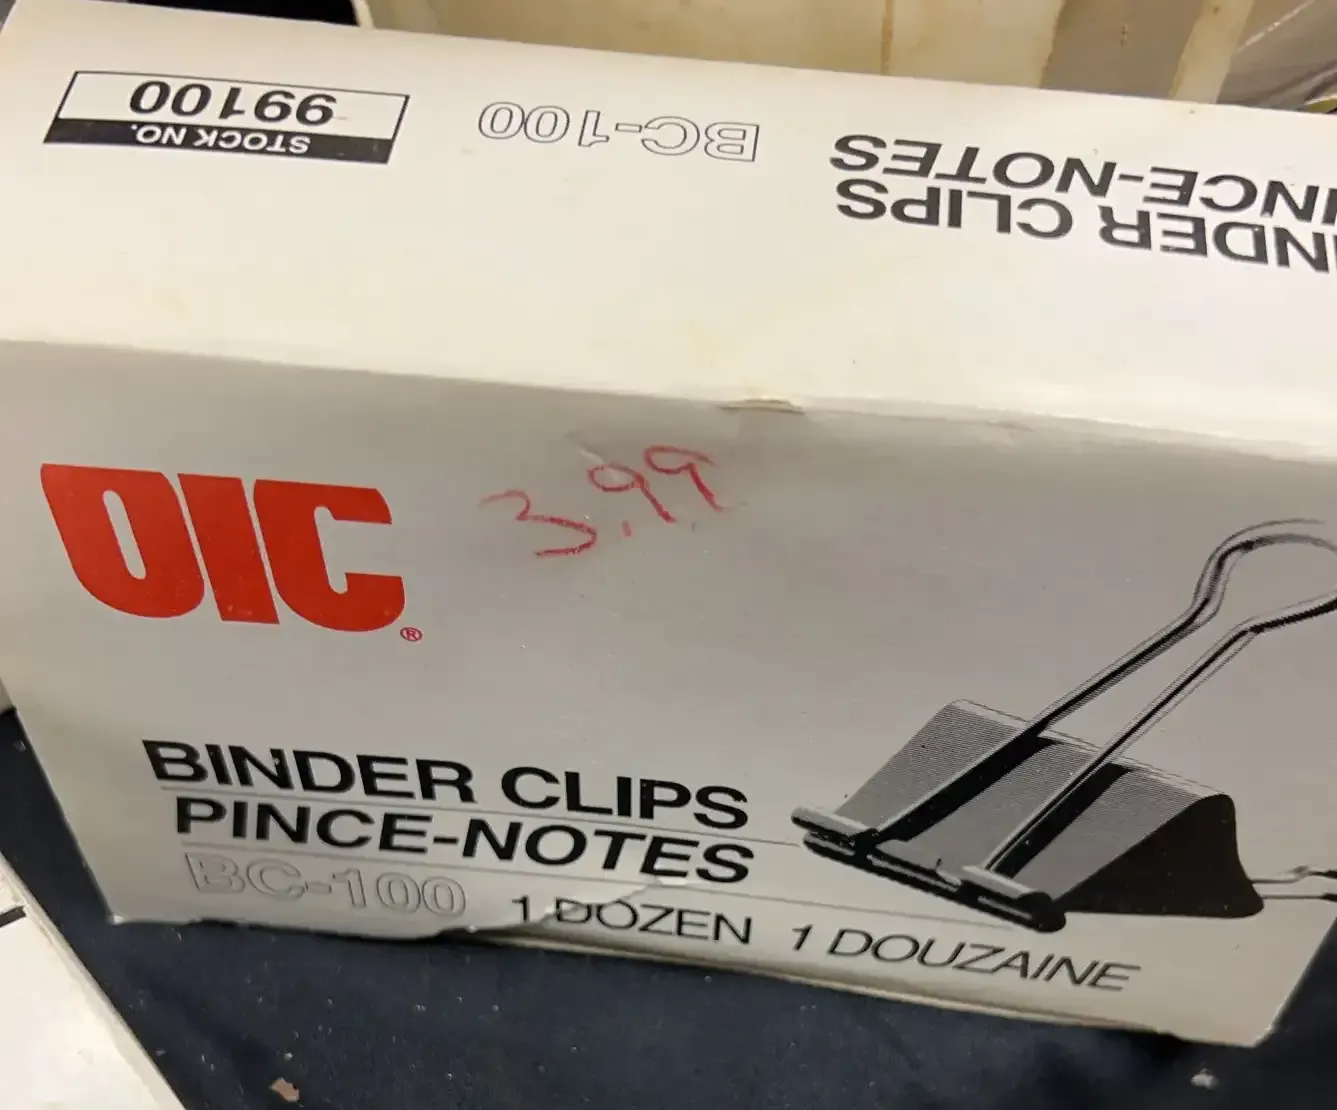 STOCK NO.
99100
BC-100
NDER CLIPS
INCE-NOTES
OIC®
3.99
BINDER CLIPS
PINCE-NOTES
BC-100
1 DOZEN 1 DOUZAINE